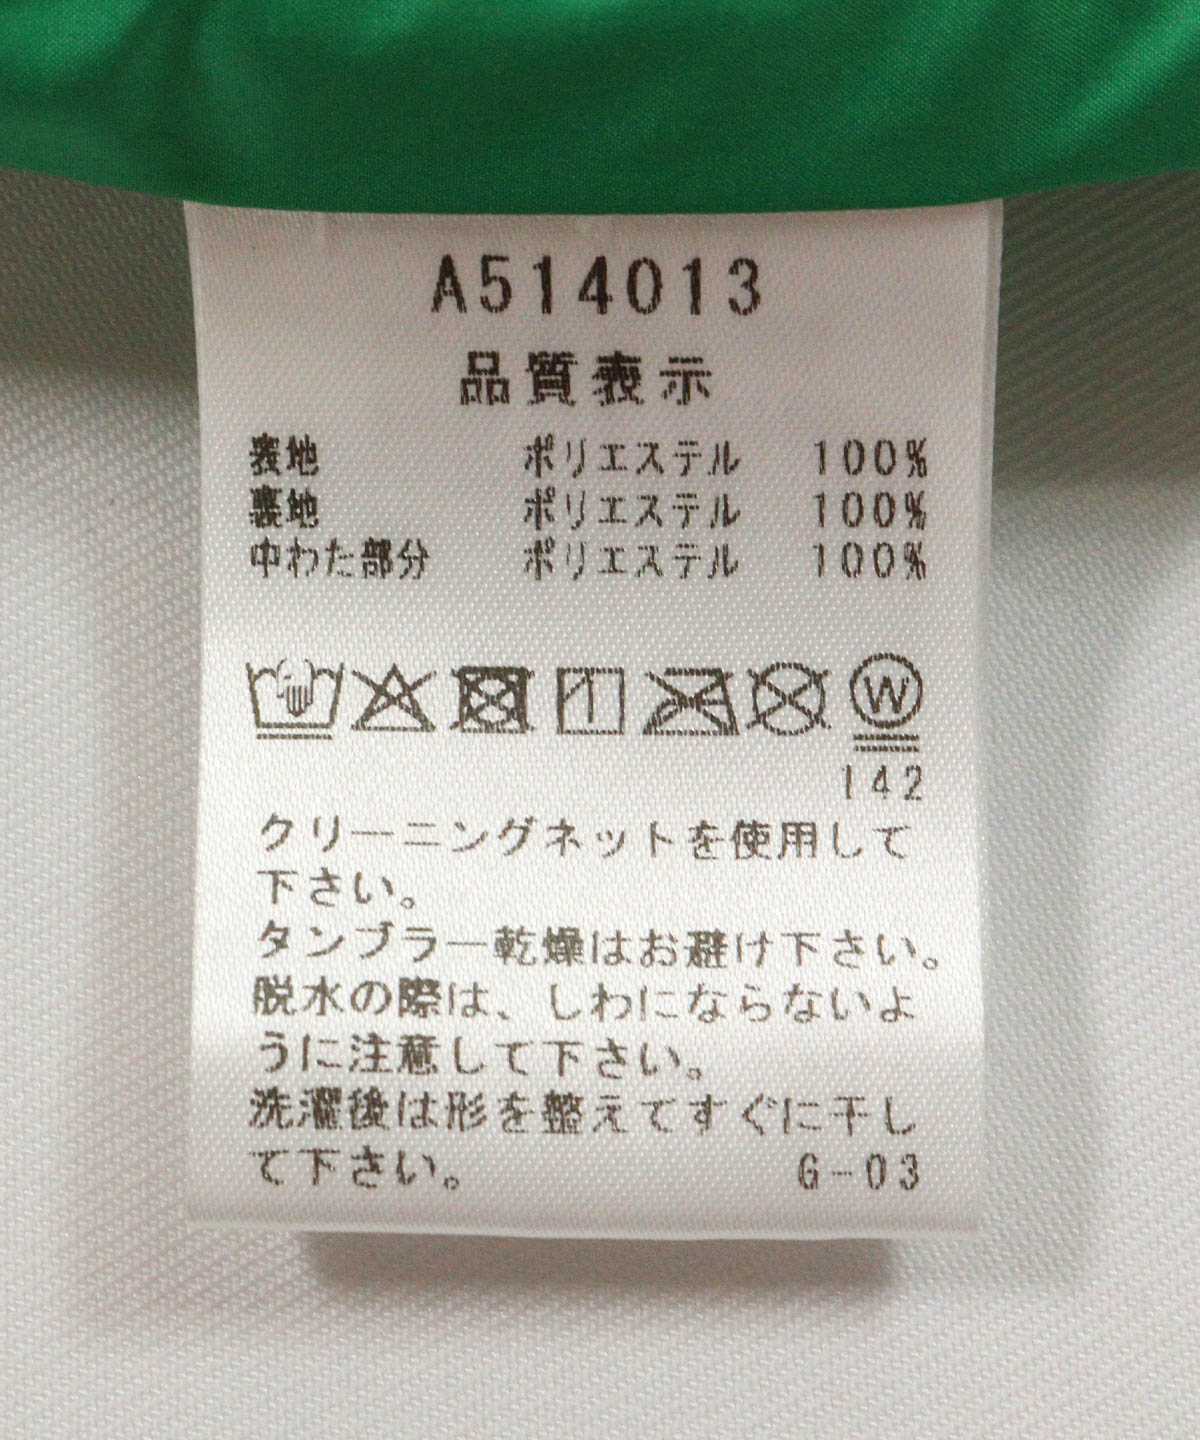 A514013
品質表示
表地 ポリエステル 100%
裏地 ポリエステル 100%
中わた部分 ポリエステル 100%
W
142
クリーニングネットを使用して
下さい。
タンブラー乾燥はお避け下さい。
脱水の際は、しわにならないよ
うに注意して下さい。
洗濯後は形を整えてすぐに干し
て下さい。 G-03